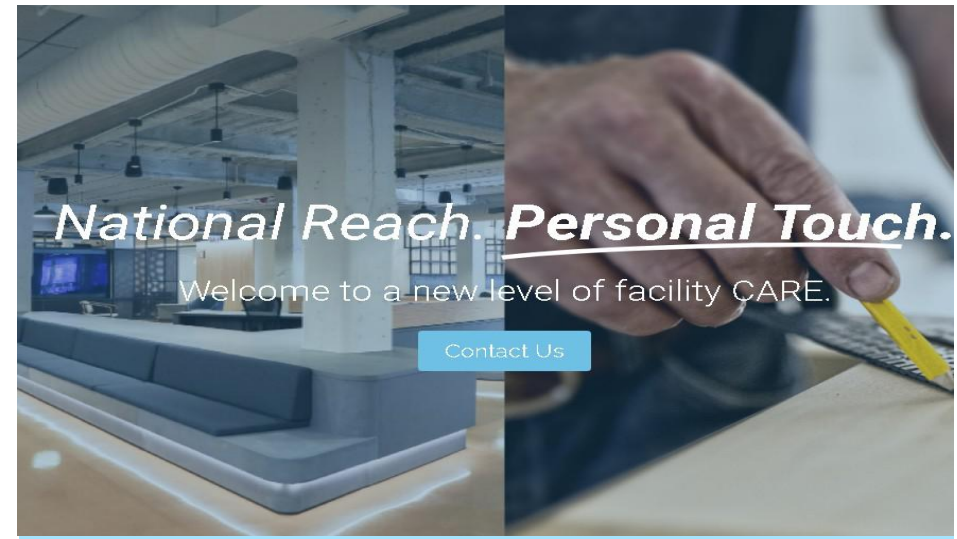 National Reach. Personal Touch.
Welcome to a new level of facility CARE.
Contact Us